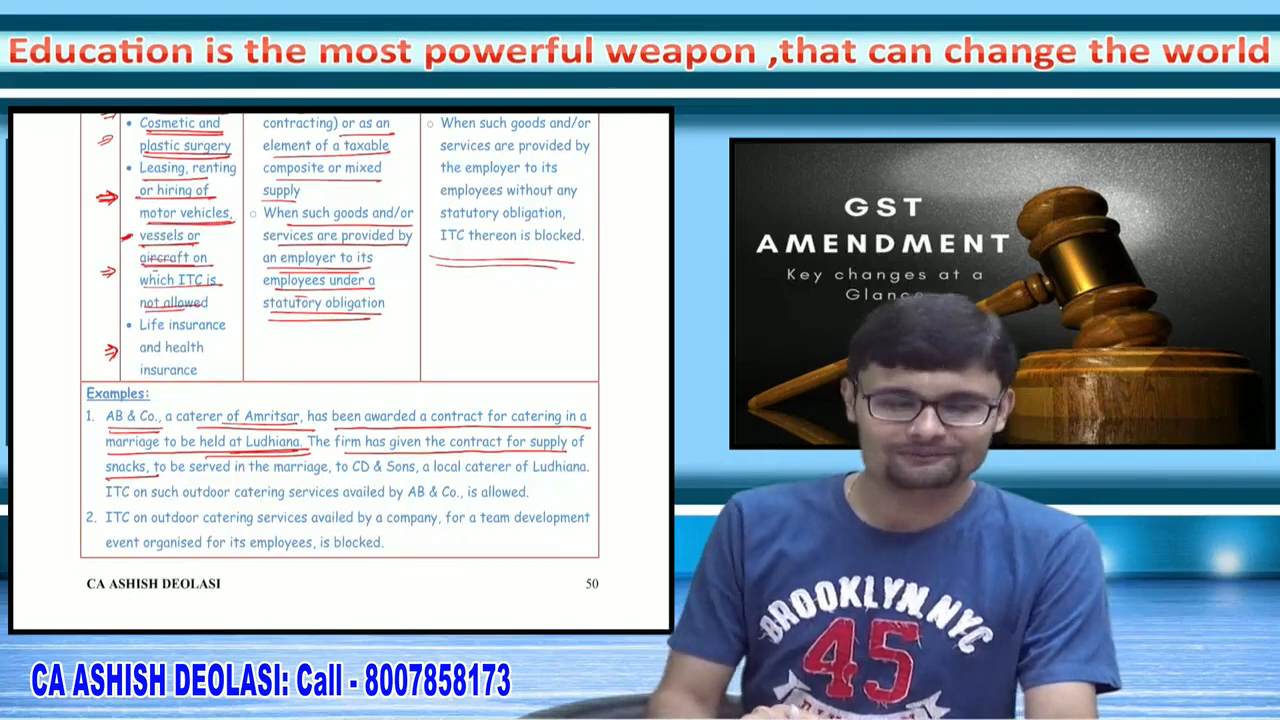 Education is the most powerful weapon ,that can change the world
• Cosmetic and
plastic surgery
• Leasing, renting
or hiring of
motor vehicles,
vessels or
aircraft on
which ITC is
not allowed
• Life insurance
and health
insurance
contracting) or as an
element of a taxable
composite or mixed
supply
○ When such goods and/or
services are provided by
an employer to its
employees under a
statutory obligation
○ When such goods and/or
services are provided by
the employer to its
employees without any
statutory obligation,
ITC thereon is blocked.
Examples:
1. AB & Co., a caterer of Amritsar, has been awarded a contract for catering in a
marriage to be held at Ludhiana. The firm has given the contract for supply of
snacks, to be served in the marriage, to CD & Sons, a local caterer of Ludhiana.
ITC on such outdoor catering services availed by AB & Co., is allowed.
2. ITC on outdoor catering services availed by a company, for a team development
event organised for its employees, is blocked.
CA ASHISH DEOLASI 50
GST
AMENDMENT
Key changes at a
Glance
BROOKLYN, NYC
45
CA ASHISH DEOLASI: Call - 8007858173